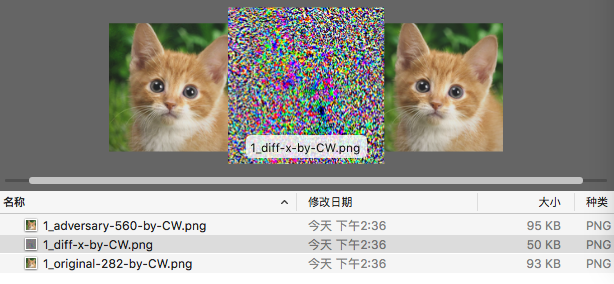 1_diff-x-by-CW.png
名称 修改日期 大小 种类
1_adversary-560-by-CW.png 今天 下午2:36 95 KB PNG
1_diff-x-by-CW.png 今天 下午2:36 50 KB PNG
1_original-282-by-CW.png 今天 下午2:36 93 KB PNG